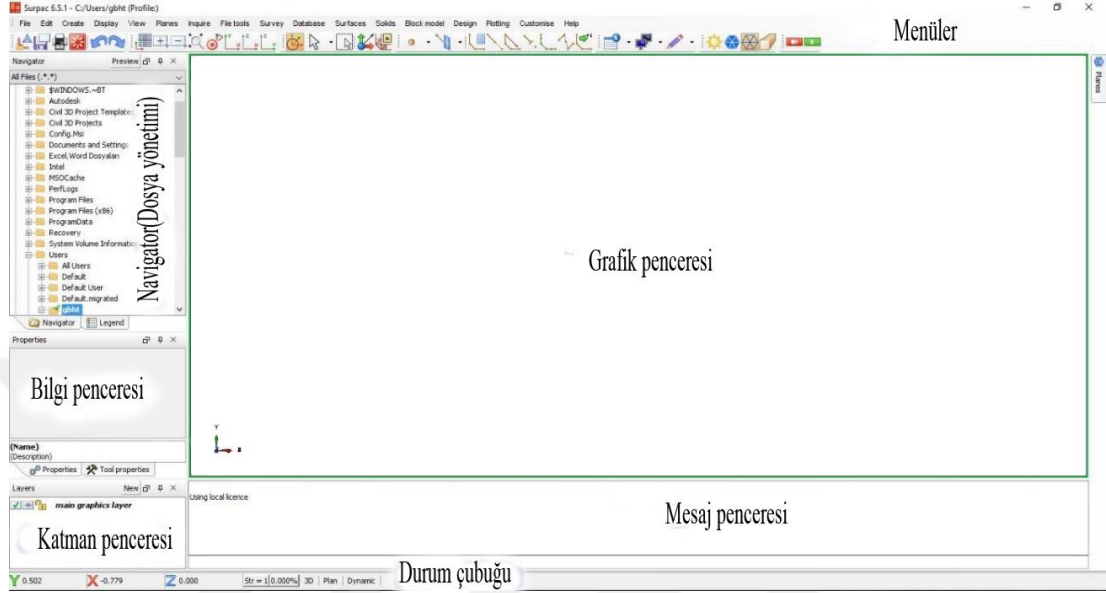 Surpac 6.5.1 - C:/Users/gbht (Profile:)
File Edit Create Display View Planes Inquire File tools Survey Database Surfaces Solids Block model Design Plotting Customise Help
Menüler
Navigator Preview
All Files (*.*)
$WINDOWS.~BT
Autodesk
Civil 3D Project Templates
Civil 3D Projects
Config.Msi
Documents and Settings
Excel,Word Dosyaları
Intel
MSOCache
PerfLogs
Program Files
Program Files (x86)
ProgramData
Recovery
System Volume Informatio
Users
All Users
Default
Default User
Default.migrated
gbht
Navigator(Dosya yönetimi)
Navigator Legend
Planes
Grafik penceresi
Properties
Bilgi penceresi
(Name)
(Description)
Properties Tool properties
Y
X
Layers New
main graphics layer
Katman penceresi
Using local licence
Mesaj penceresi
Durum çubuğu
Y 0.502 X -0.779 Z 0.000 Str = 1 0.000% 3D Plan Dynamic